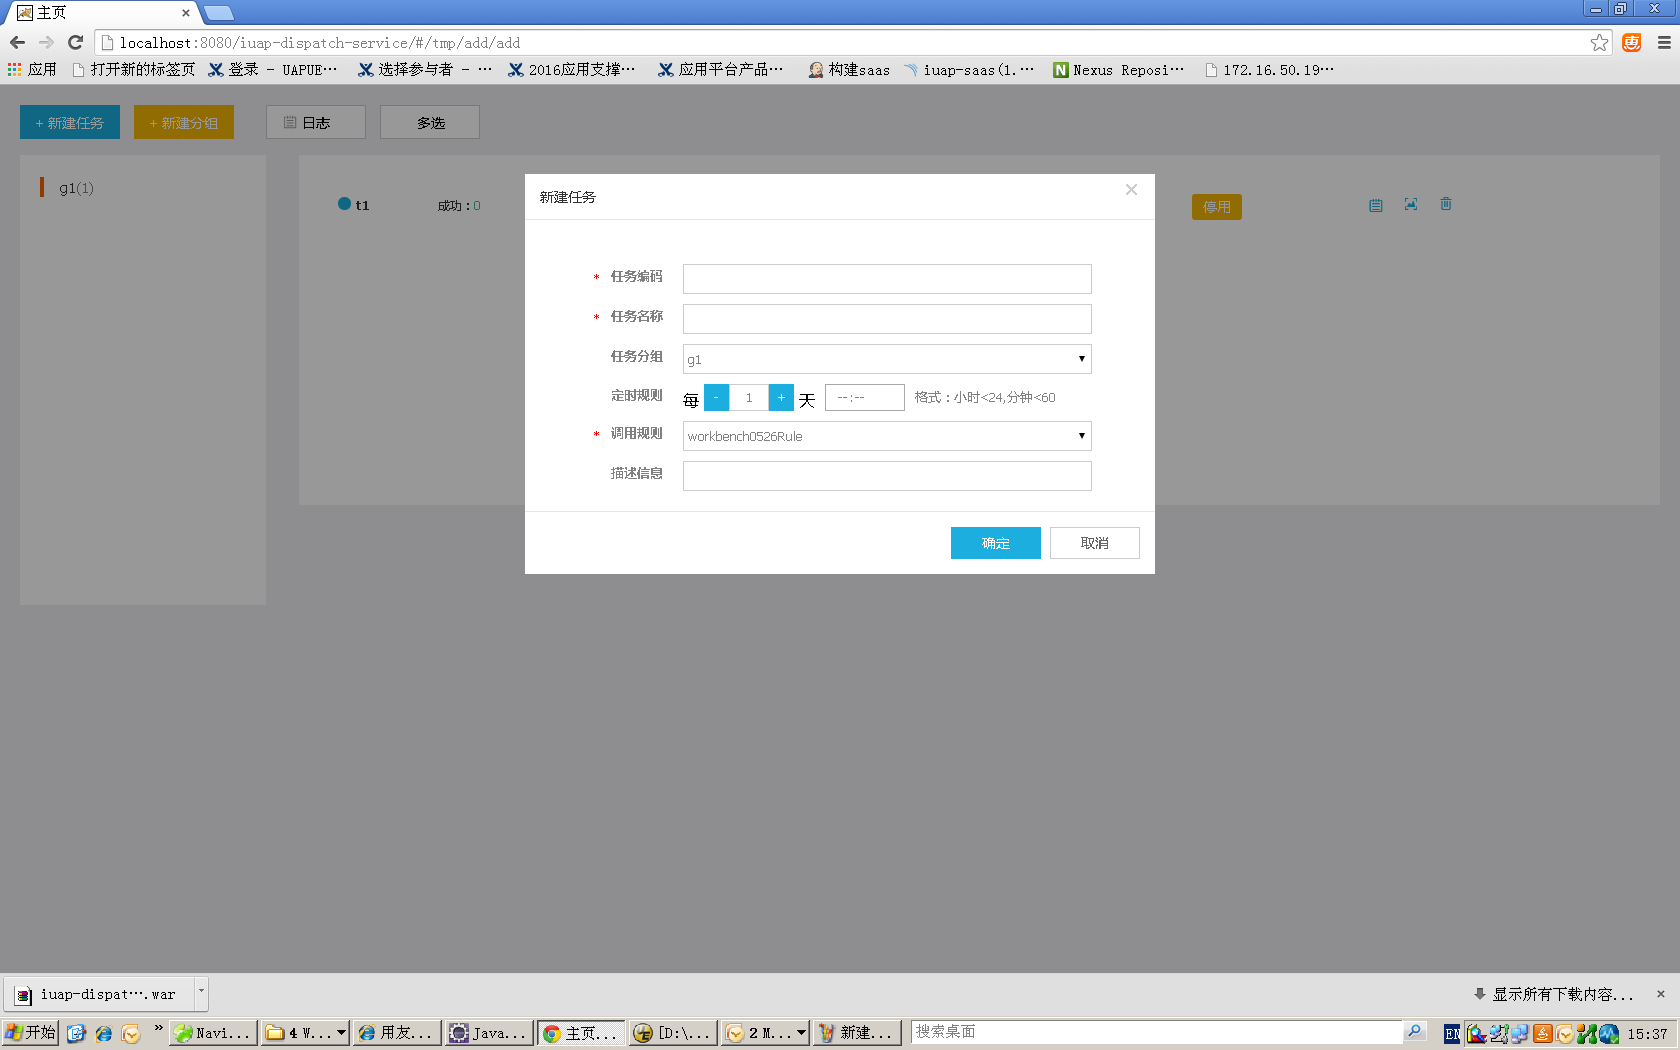 主页
localhost:8080/iuap-dispatch-service/#/tmp/add/add
应用 打开新的标签页 登录 - UAPUE… 选择参与者 - … 2016应用支撑… 应用平台产品… 构建saas iuap-saas(1.… Nexus Reposi… 172.16.50.19…
+ 新建任务 + 新建分组 日志 多选
g1(1)
t1 成功：0 停用
新建任务
* 任务编码
* 任务名称
任务分组 g1
定时规则 每 - 1 + 天 --:-- 格式：小时<24,分钟<60
* 调用规则 workbench0526Rule
描述信息
确定 取消
iuap-dispat….war 显示所有下载内容...
开始 » Navi... 4 W... 用友... Java... 主页... [D:\... 2 M... 新建... 搜索桌面 EN 15:37